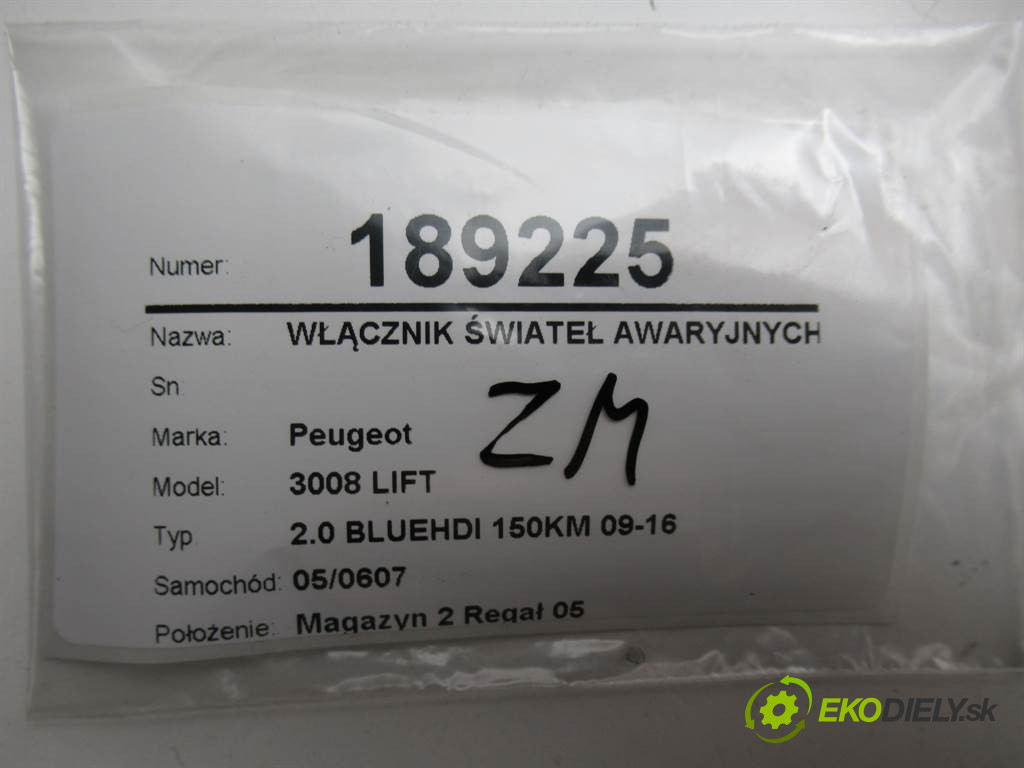 Numer: 189225
Nazwa: WŁĄCZNIK ŚWIATEŁ AWARYJNYCH
Sn
Marka: Peugeot
ZM
Model: 3008 LIFT
Typ 2.0 BLUEHDI 150KM 09-16
Samochód: 05/0607
Położenie: Magazyn 2 Regał 05
EKODIELY.sk